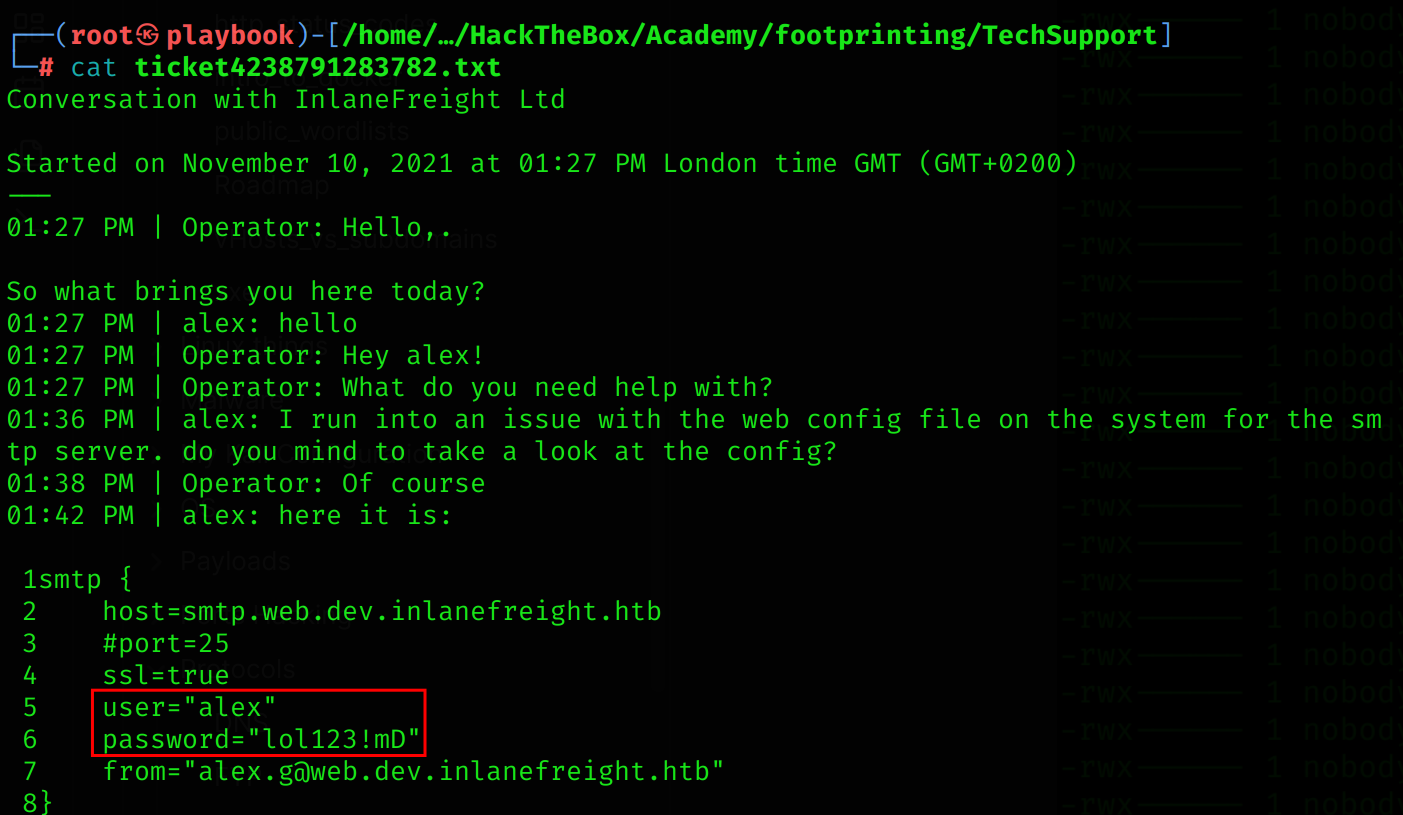 ┌──(root㉿playbook)-[/home/…/HackTheBox/Academy/footprinting/TechSupport]
└─# cat ticket4238791283782.txt
Conversation with InlaneFreight Ltd
public_wordlists
Started on November 10, 2021 at 01:27 PM London time GMT (GMT+0200)
Roadmap
———
01:27 PM | Operator: Hello,.
vHosts_vs_subdomains
So what brings you here today?
01:27 PM | alex: hello
01:27 PM | Operator: Hey alex!
01:27 PM | Operator: What do you need help with?
01:36 PM | alex: I run into an issue with the web config file on the system for the sm
tp server. do you mind to take a look at the config?
01:38 PM | Operator: Of course
01:42 PM | alex: here it is:
Payloads
1smtp {
2 host=smtp.web.dev.inlanefreight.htb
3 #port=25
4 ssl=true
5 user="alex"
6 password="lol123!mD"
7 from="alex.g@web.dev.inlanefreight.htb"
8}